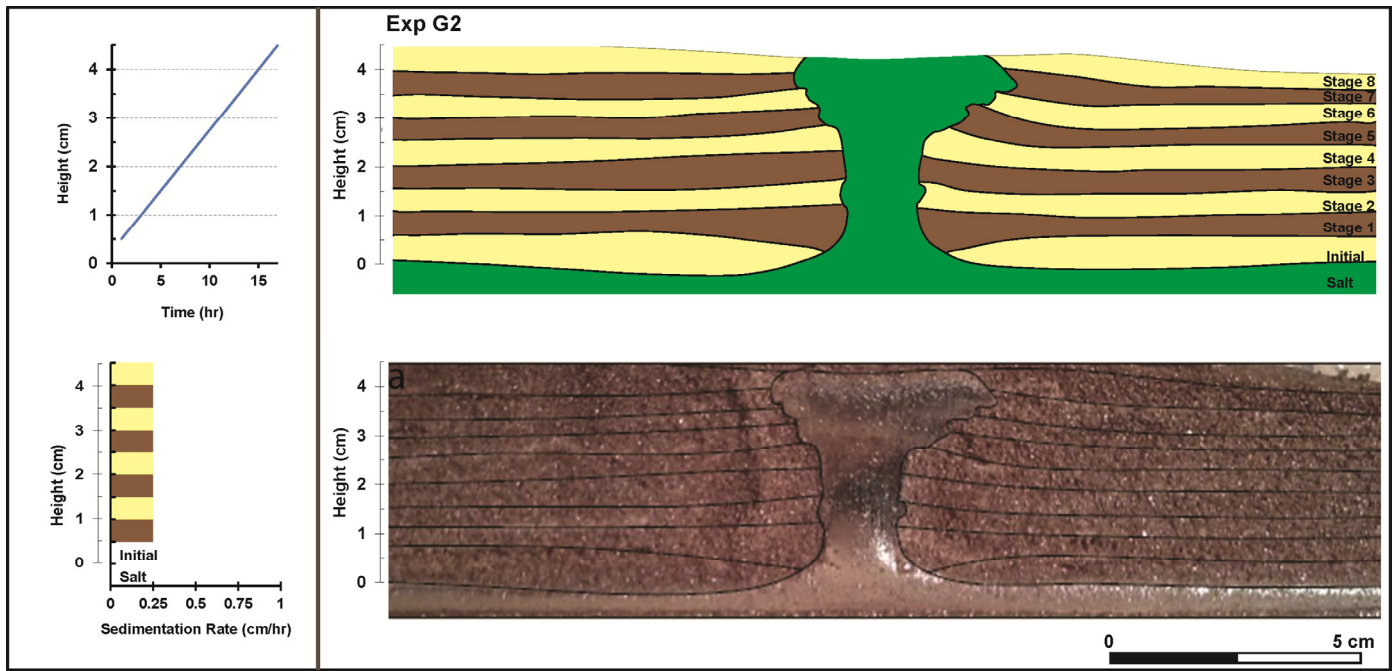 Exp G2
Height (cm)
4
3
2
1
0
0 5 10 15
Time (hr)
Height (cm)
4
3
2
1
0
Stage 8
Stage 7
Stage 6
Stage 5
Stage 4
Stage 3
Stage 2
Stage 1
Initial
Salt
Height (cm)
4
3
2
1
0
Initial
Salt
0 0.25 0.5 0.75 1
Sedimentation Rate (cm/hr)
a
Height (cm)
4
3
2
1
0
0 5 cm